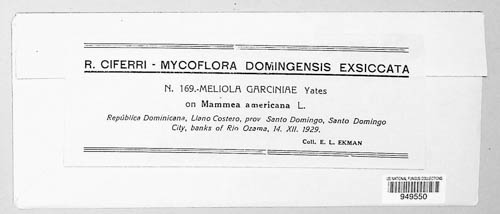 R. CIFERRI - MYCOFLORA DOMINGENSIS EXSICCATA
N. 169.-MELIOLA GARCINIAE Yates
on Mammea americana L.
República Dominicana, Llano Costero, prov Santo Domingo, Santo Domingo
City, banks of Rio Ozama, 14. XII. 1929.
Coll. E. L. EKMAN
US NATIONAL FUNGUS COLLECTIONS
949550